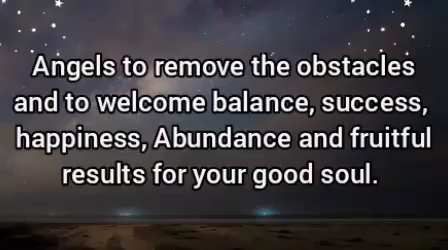 Angels to remove the obstacles
and to welcome balance, success,
happiness, Abundance and fruitful
results for your good soul.